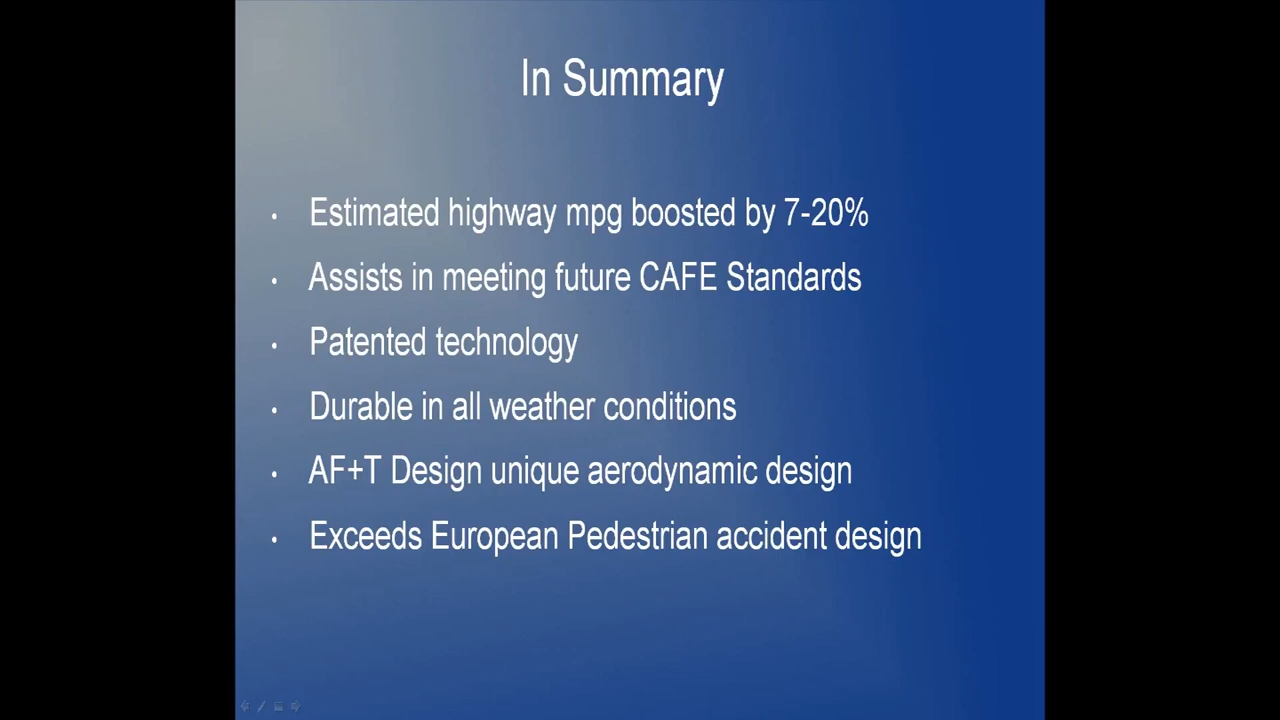 In Summary
• Estimated highway mpg boosted by 7-20%
• Assists in meeting future CAFE Standards
• Patented technology
• Durable in all weather conditions
• AF+T Design unique aerodynamic design
• Exceeds European Pedestrian accident design